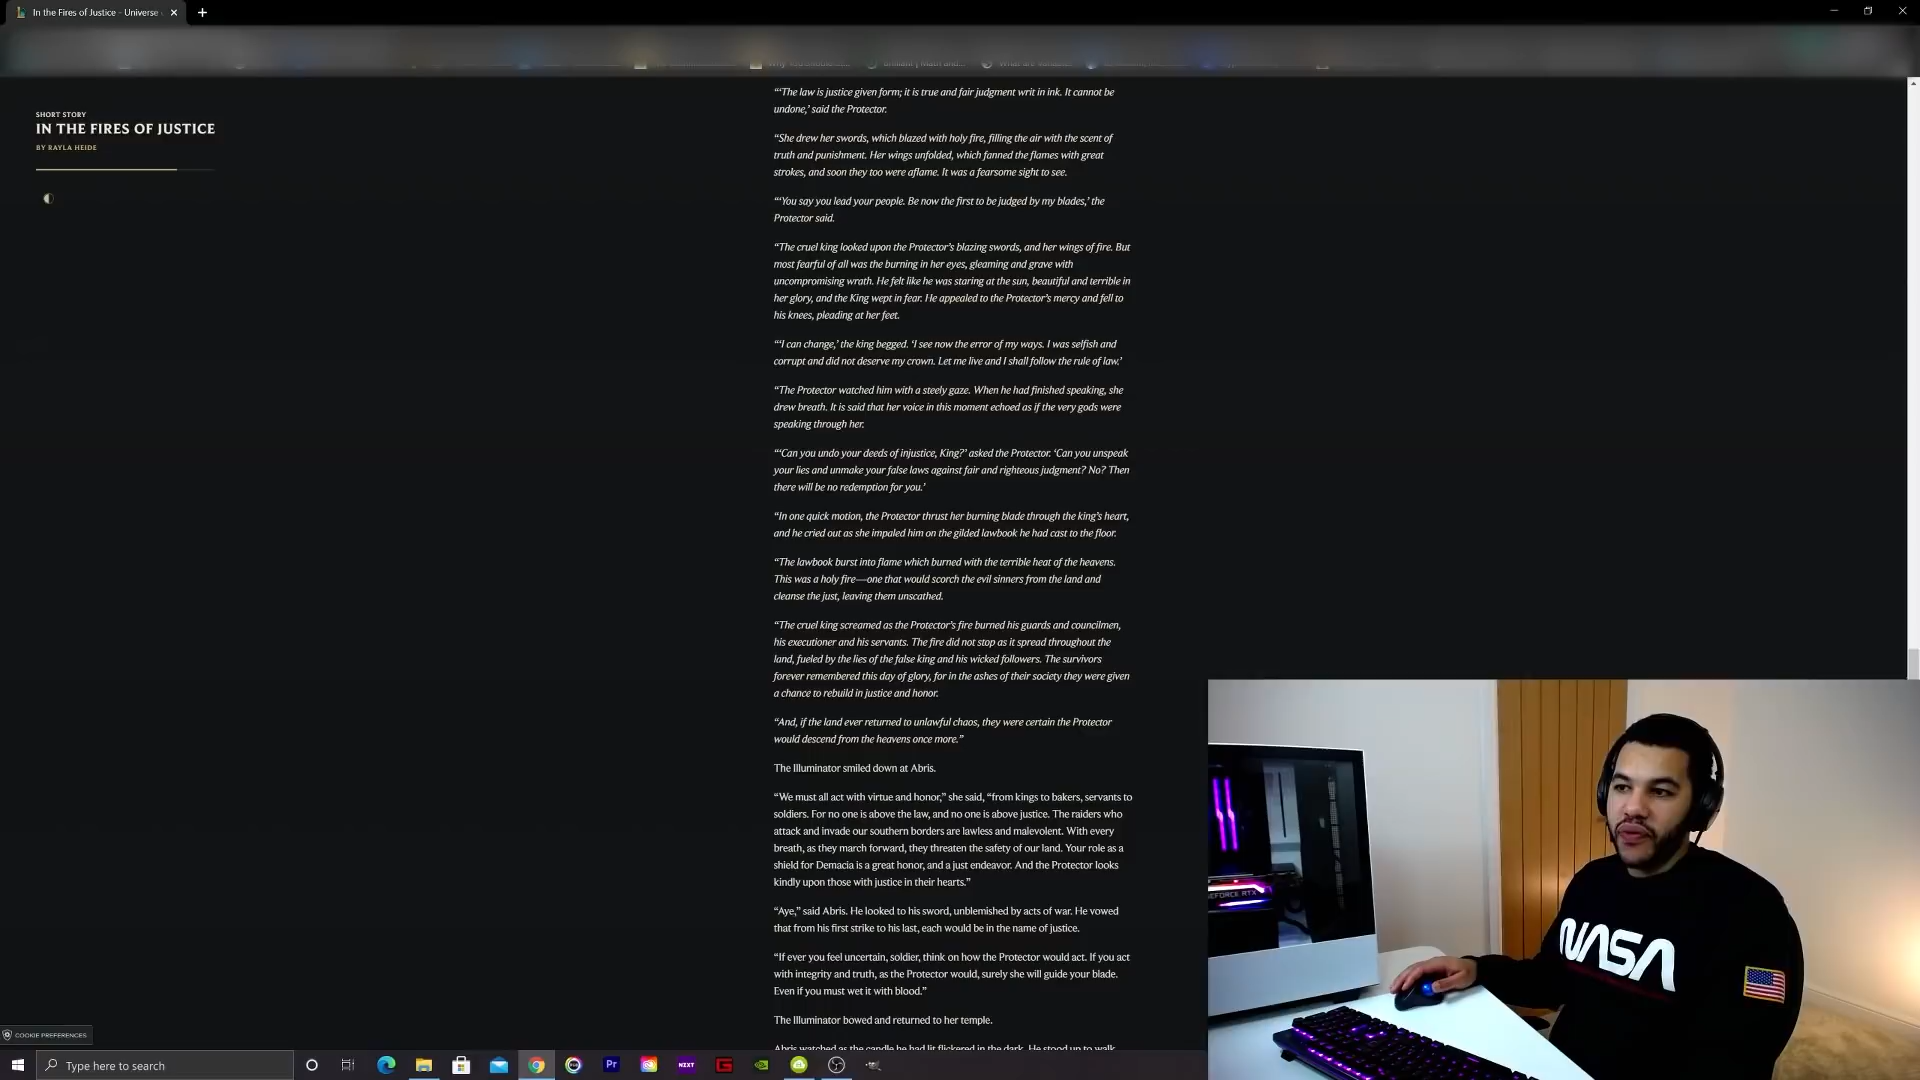 In the Fires of Justice - Universe
SHORT STORY
IN THE FIRES OF JUSTICE
BY RAYLA HEIDE
“‘The law is justice given form; it is true and fair judgment writ in ink. It cannot be
undone,’ said the Protector.
“She drew her swords, which blazed with holy fire, filling the air with the scent of
truth and punishment. Her wings unfolded, which fanned the flames with great
strokes, and soon they too were aflame. It was a fearsome sight to see.
“‘You say you lead your people. Be now the first to be judged by my blades,’ the
Protector said.
“The cruel king looked upon the Protector’s blazing swords, and her wings of fire. But
most fearful of all was the burning in her eyes, gleaming and grave with
uncompromising wrath. He felt like he was staring at the sun, beautiful and terrible in
her glory, and the King wept in fear. He appealed to the Protector’s mercy and fell to
his knees, pleading at her feet.
“‘I can change,’ the king begged. ‘I see now the error of my ways. I was selfish and
corrupt and did not deserve my crown. Let me live and I shall follow the rule of law.’
“The Protector watched him with a steely gaze. When he had finished speaking, she
drew breath. It is said that her voice in this moment echoed as if the very gods were
speaking through her.
“‘Can you undo your deeds of injustice, King?’ asked the Protector. ‘Can you unspeak
your lies and unmake your false laws against fair and righteous judgment? No? Then
there will be no redemption for you.’
“In one quick motion, the Protector thrust her burning blade through the king’s heart,
and he cried out as she impaled him on the gilded lawbook he had cast to the floor.
“The lawbook burst into flame which burned with the terrible heat of the heavens.
This was a holy fire—one that would scorch the evil sinners from the land and
cleanse the just, leaving them unscathed.
“The cruel king screamed as the Protector’s fire burned his guards and councilmen,
his executioner and his servants. The fire did not stop as it spread throughout the
land, fueled by the lies of the false king and his wicked followers. The survivors
forever remembered this day of glory, for in the ashes of their society they were given
a chance to rebuild in justice and honor.
“And, if the land ever returned to unlawful chaos, they were certain the Protector
would descend from the heavens once more.”
The Illuminator smiled down at Abris.
“We must all act with virtue and honor,” she said, “from kings to bakers, servants to
soldiers. For no one is above the law, and no one is above justice. The raiders who
attack and invade our southern borders are lawless and malevolent. With every
breath, as they march forward, they threaten the safety of our land. Your role as a
shield for Demacia is a great honor, and a just endeavor. And the Protector looks
kindly upon those with justice in their hearts.”
“Aye,” said Abris. He looked to his sword, unblemished by acts of war. He vowed
that from his first strike to his last, each would be in the name of justice.
“If ever you feel uncertain, soldier, think on how the Protector would act. If you act
with integrity and truth, as the Protector would, surely she will guide your blade.
Even if you must wet it with blood.”
The Illuminator bowed and returned to her temple.
Abris watched as the candle he had lit flickered in the dark. He stood up to walk
COOKIE PREFERENCES
Type here to search
Pr
NZXT
GEFORCE RTX
NASA